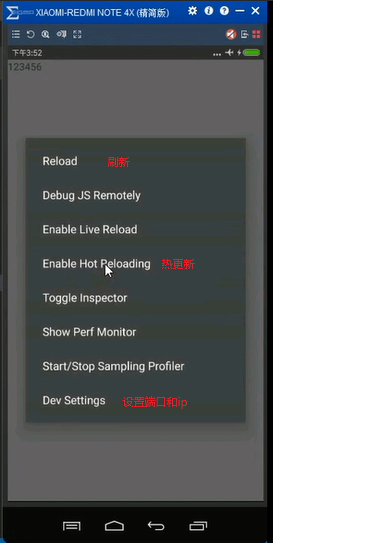 XIAOMI-REDMI NOTE 4X (精简版)
下午3:52
123456
Reload 刷新
Debug JS Remotely
Enable Live Reload
Enable Hot Reloading 热更新
Toggle Inspector
Show Perf Monitor
Start/Stop Sampling Profiler
Dev Settings 设置端口和ip